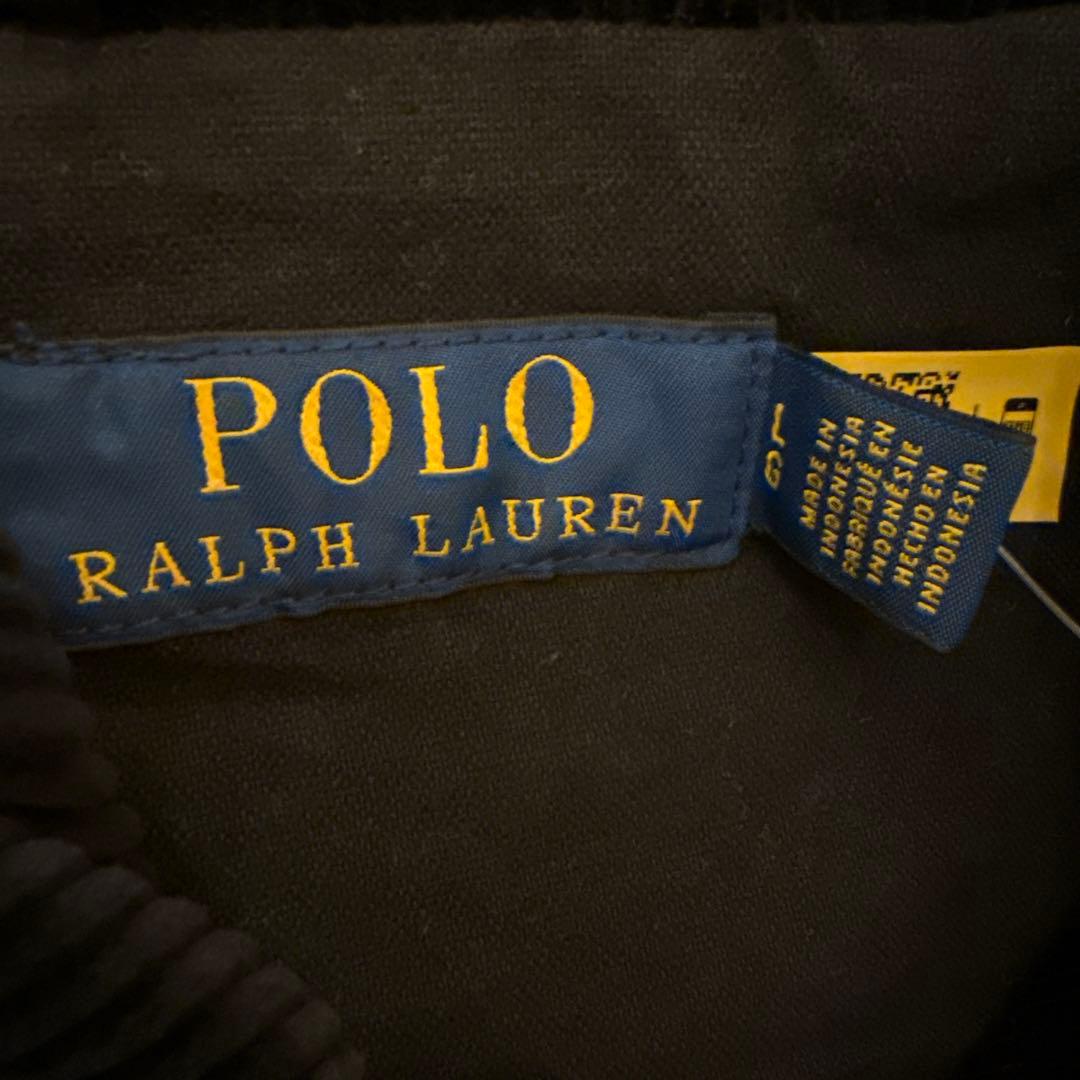 POLO
RALPH LAUREN
MADE IN
INDONESIA
FABRIQUÉ EN
INDONÉSIE
HECHO EN
INDONESIA